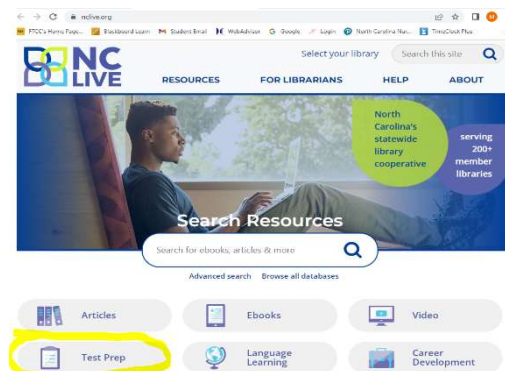 nclive.org
FTCC's Home Page...
Blackboard Learn
Student Email
WebAdvisor
Google
Login
North Carolina Nur...
TimeClock Plus
NC
LIVE
Select your library
Search this site
RESOURCES
FOR LIBRARIANS
HELP
ABOUT
North
Carolina's
statewide
library
cooperative
serving
200+
member
libraries
Search Resources
Search for ebooks, articles & more
Advanced search
Browse all databases
Articles
Ebooks
Video
Test Prep
Language
Learning
Career
Development